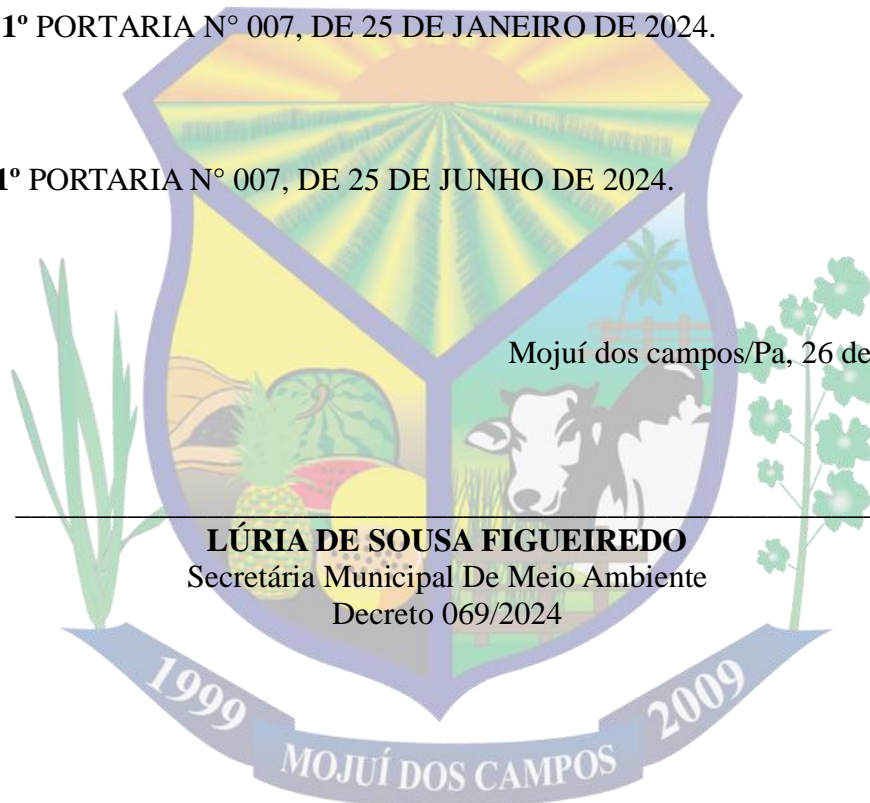 1º PORTARIA N° 007, DE 25 DE JANEIRO DE 2024.
1º PORTARIA N° 007, DE 25 DE JUNHO DE 2024.
Mojuí dos campos/Pa, 26 de
LÚRIA DE SOUSA FIGUEIREDO
Secretária Municipal De Meio Ambiente
Decreto 069/2024
1999
MOJUÍ DOS CAMPOS
2009